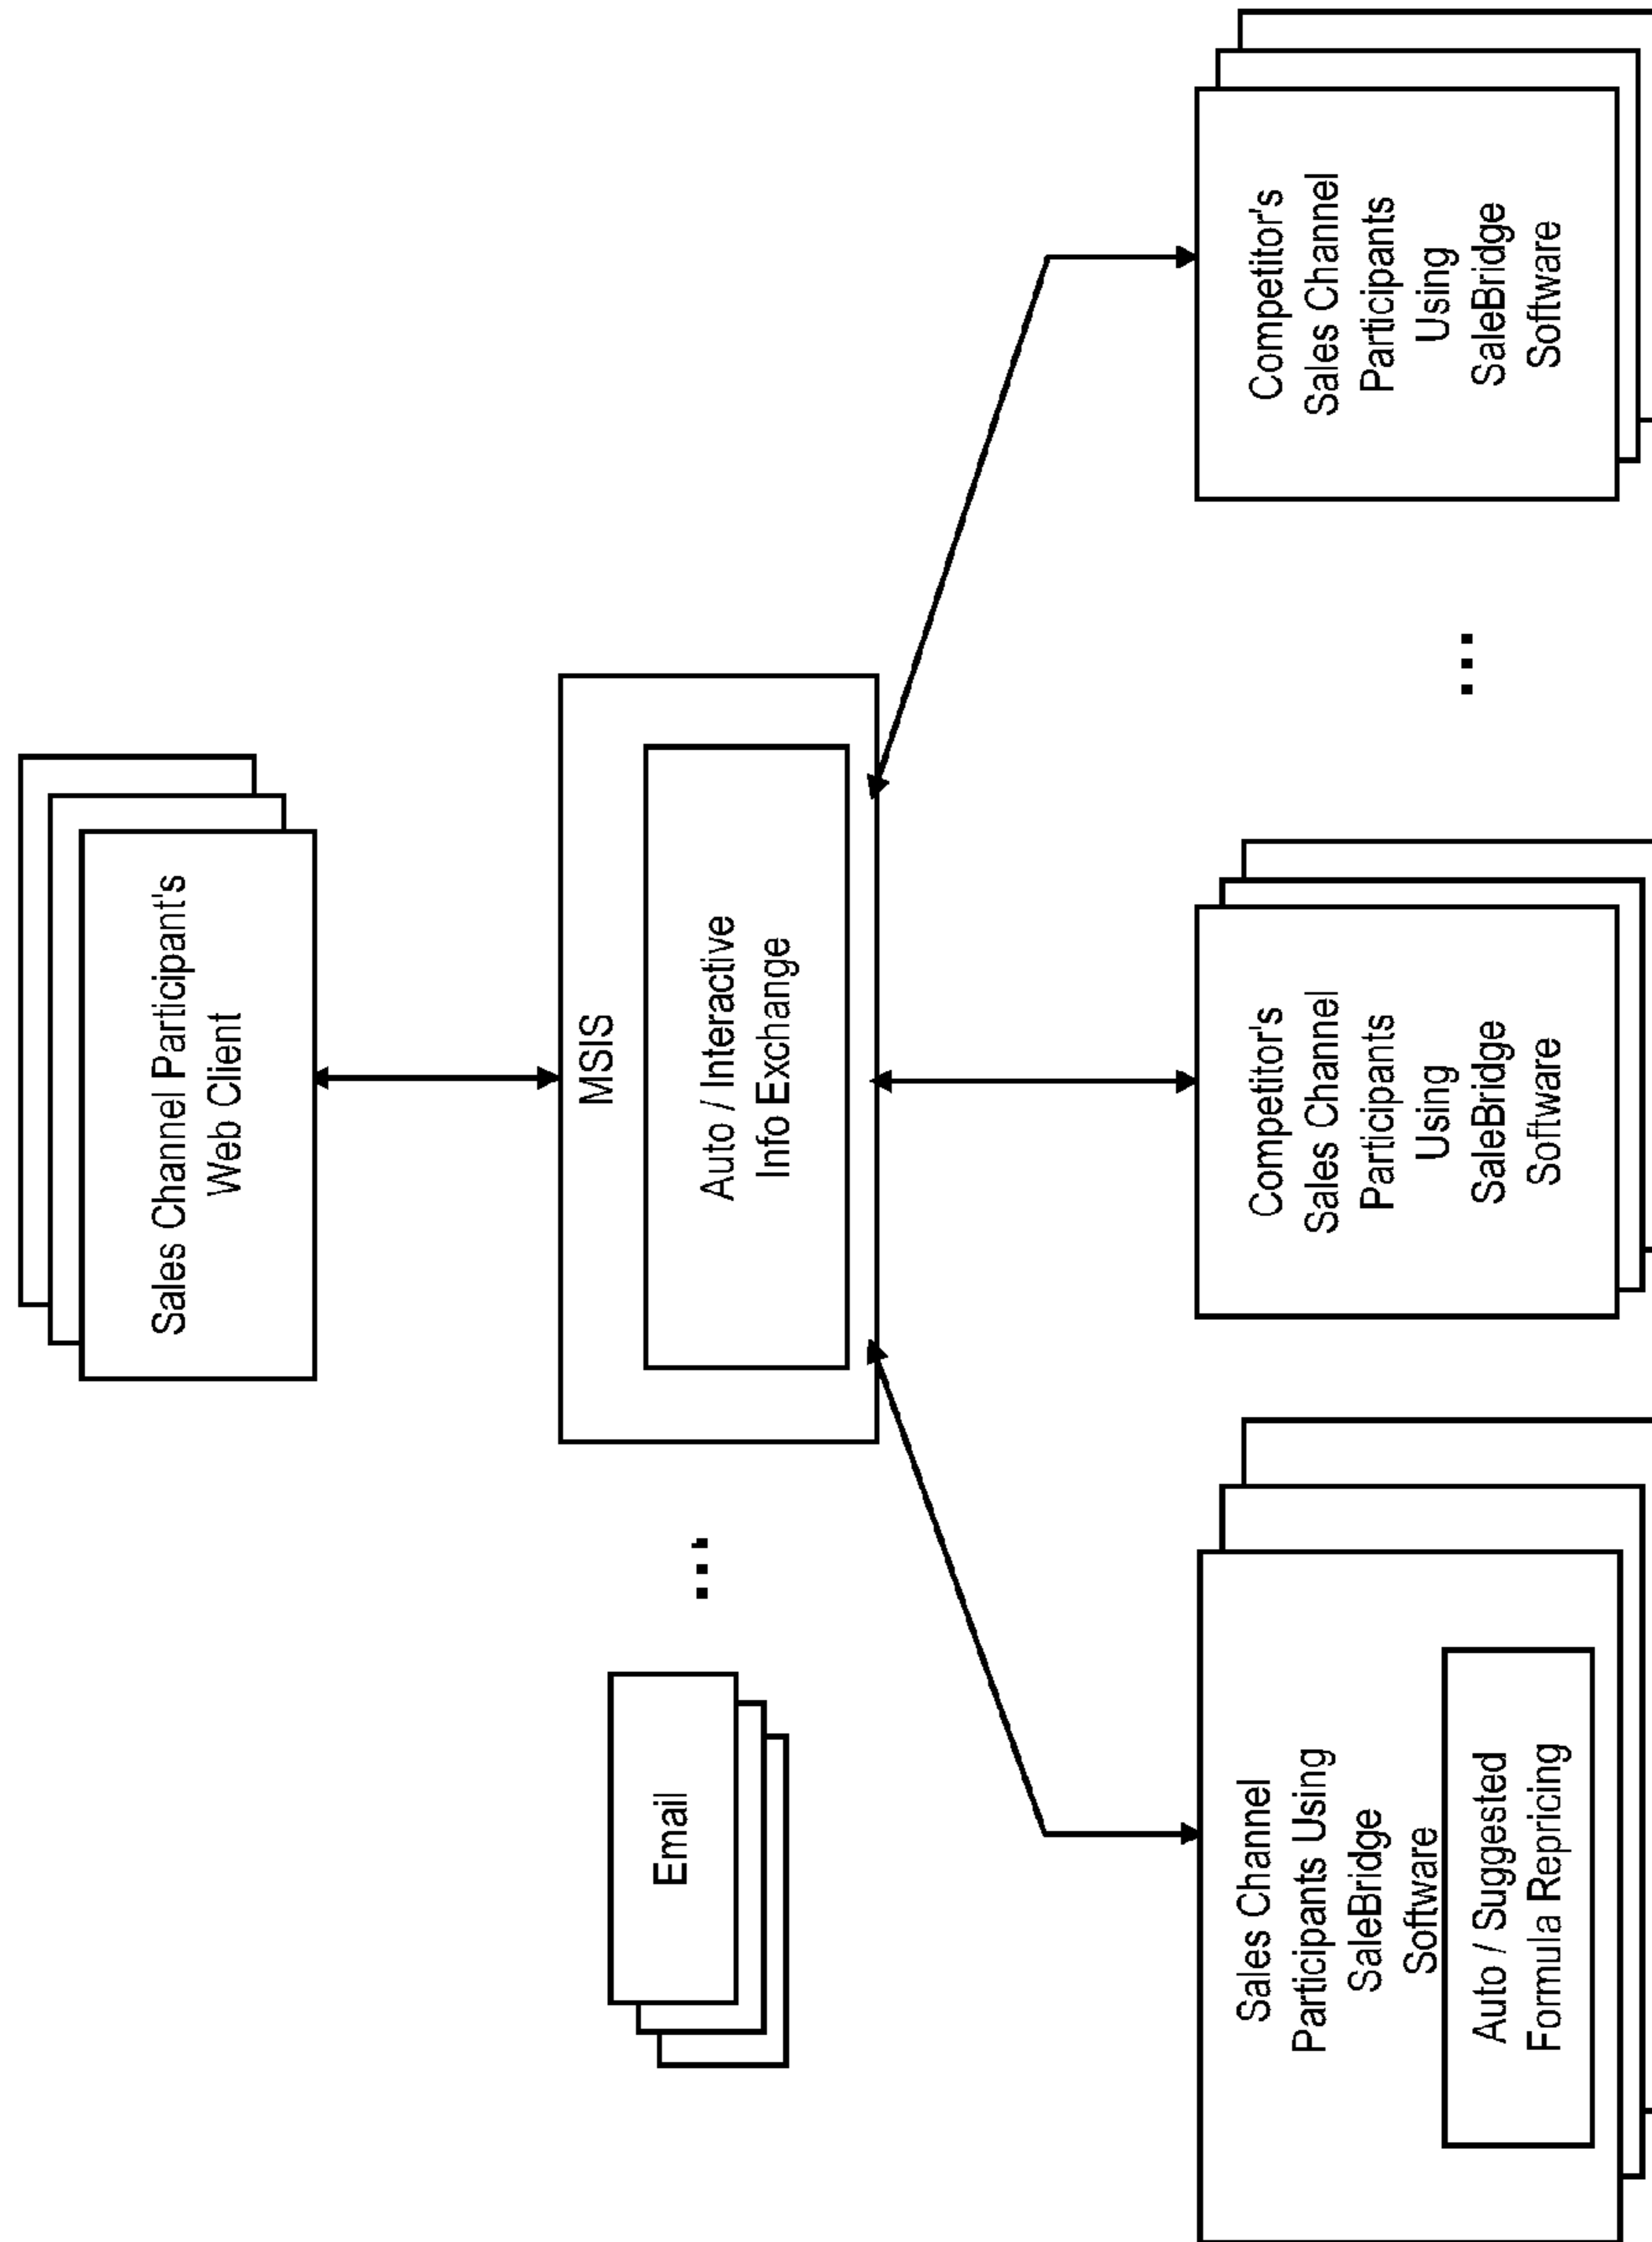 Sales Channel Participant's
Web Client
Email
...
MSIS
Auto / Interactive
Info Exchange
Sales Channel
Participants Using
SaleBridge
Software
Auto / Suggested
Formula Repricing
Competitor's
Sales Channel
Participants
Using
SaleBridge
Software
...
Competitor's
Sales Channel
Participants
Using
SaleBridge
Software